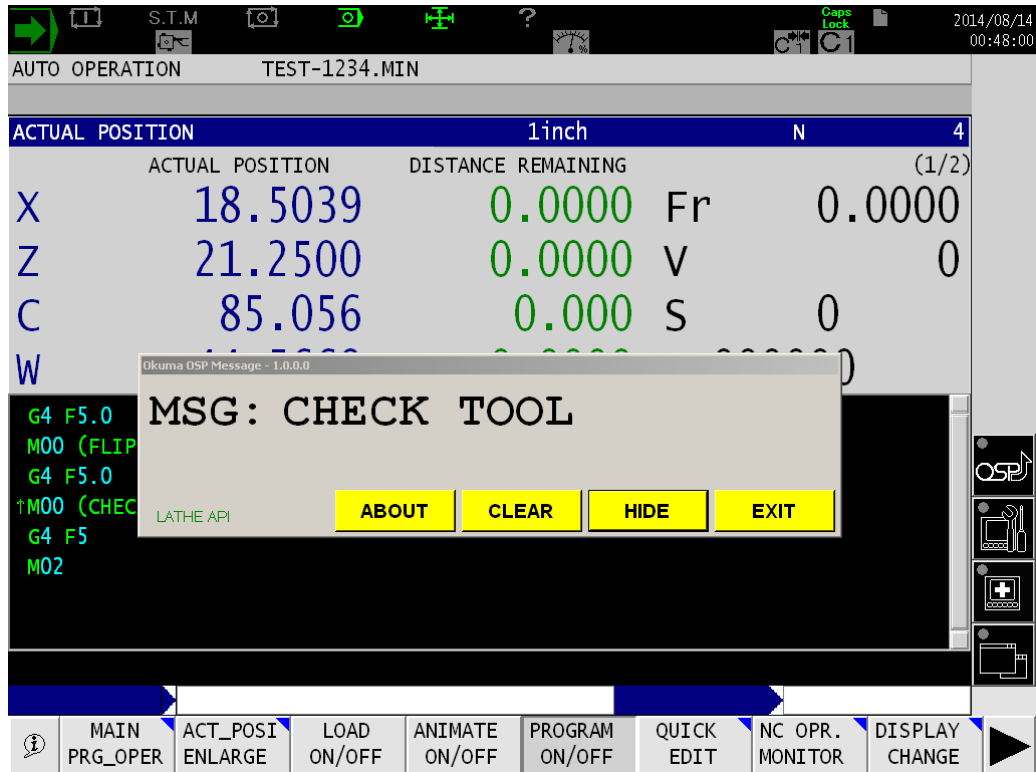 S.T.M ? Caps Lock 2014/08/14
% C C1 00:48:00
AUTO OPERATION TEST-1234.MIN
ACTUAL POSITION 1inch N 4
ACTUAL POSITION DISTANCE REMAINING (1/2)
X 18.5039 0.0000 Fr 0.0000
Z 21.2500 0.0000 V 0
C 85.056 0.000 S 0
W
Okuma OSP Message - 1.0.0.0
MSG: CHECK TOOL
LATHE API
ABOUT CLEAR HIDE EXIT
G4 F5.0
M00 (FLIP
G4 F5.0
↑M00 (CHEC
G4 F5
M02
OSP
MAIN PRG_OPER
ACT_POSIT ENLARGE
LOAD ON/OFF
ANIMATE ON/OFF
PROGRAM ON/OFF
QUICK EDIT
NC OPR. MONITOR
DISPLAY CHANGE